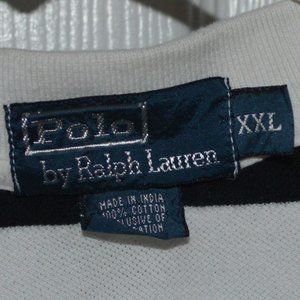 Polo
by Ralph Lauren
XXL
MADE IN INDIA
100% COTTON